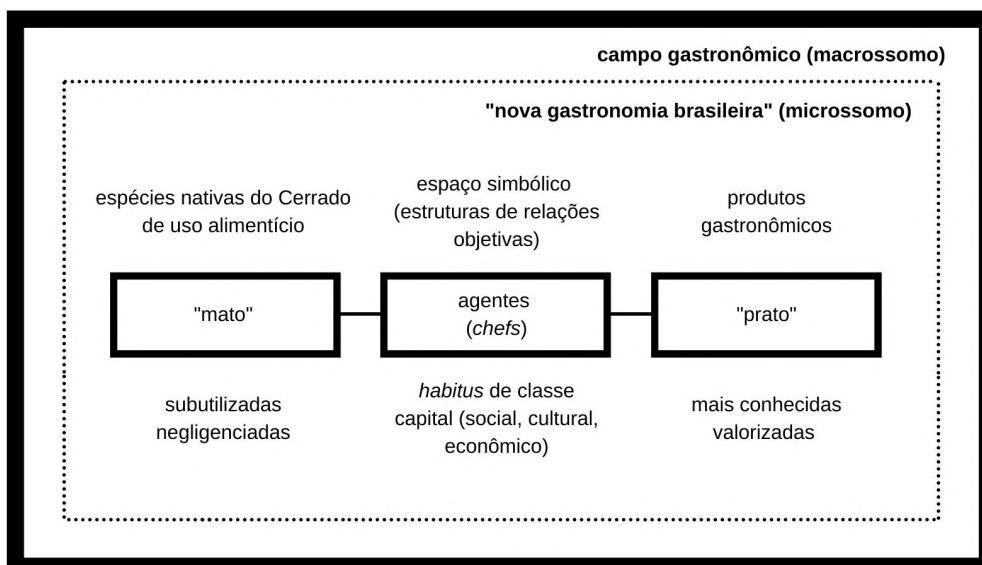 campo gastronômico (macrossomo)
"nova gastronomia brasileira" (microssomo)
espécies nativas do Cerrado
de uso alimentício
espaço simbólico
(estruturas de relações
objetivas)
produtos
gastronômicos
"mato"
agentes
(chefs)
"prato"
subutilizadas
negligenciadas
habitus de classe
capital (social, cultural,
econômico)
mais conhecidas
valorizadas